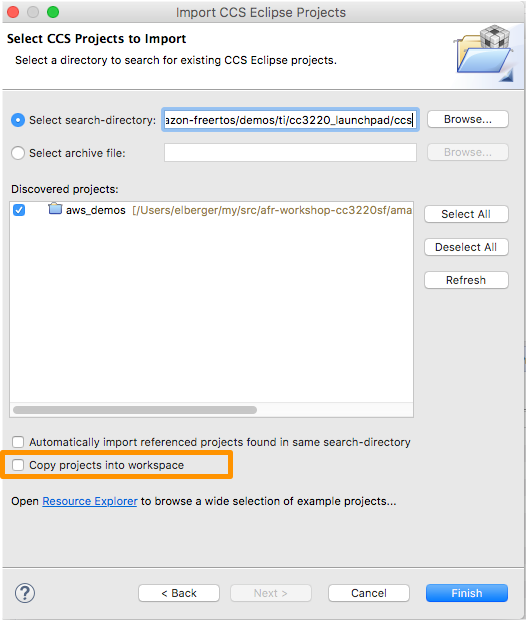 Import CCS Eclipse Projects
Select CCS Projects to Import
Select a directory to search for existing CCS Eclipse projects.
Select search-directory: azon-freertos/demos/ti/cc3220_launchpad/ccs Browse...
Select archive file: Browse...
Discovered projects:
aws_demos [/Users/elberger/my/src/afr-workshop-cc3220sf/ama
Select All
Deselect All
Refresh
Automatically import referenced projects found in same search-directory
Copy projects into workspace
Open Resource Explorer to browse a wide selection of example projects...
? < Back Next > Cancel Finish